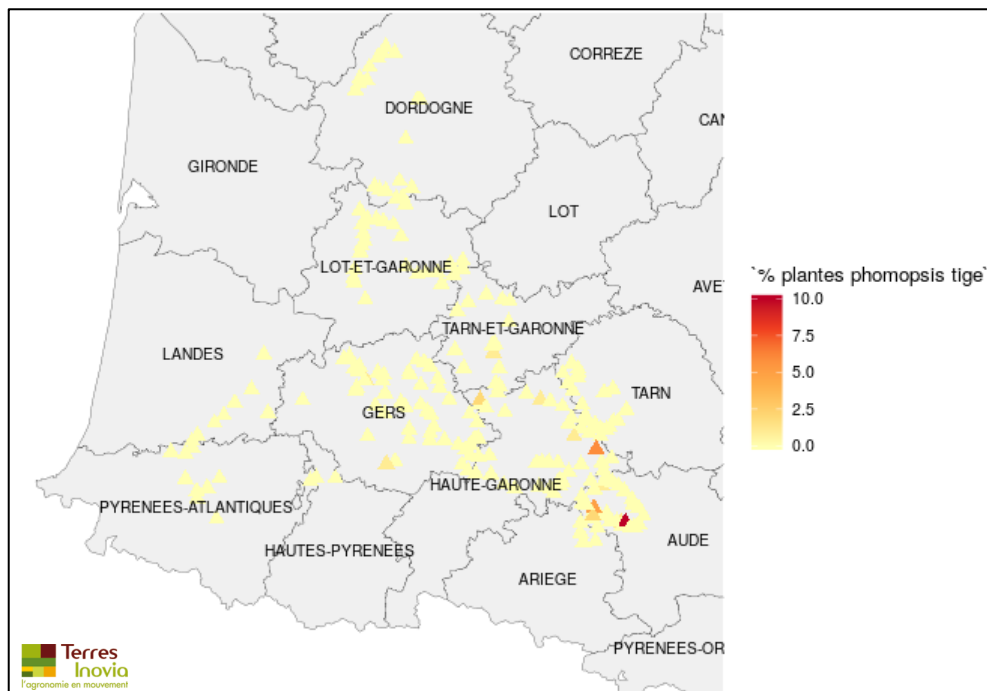 CORREZE
DORDOGNE
CAN
GIRONDE
LOT
LOT-ET-GARONNE
AVE
`% plantes phomopsis tige`
10.0
7.5
5.0
2.5
0.0
TARN-ET-GARONNE
LANDES
TARN
GERS
HAUTE-GARONNE
PYRENEES-ATLANTIQUES
AUDE
HAUTES-PYRENEES
ARIEGE
PYRENEES-OR
Terres
Inovia
l'agronomie en mouvement